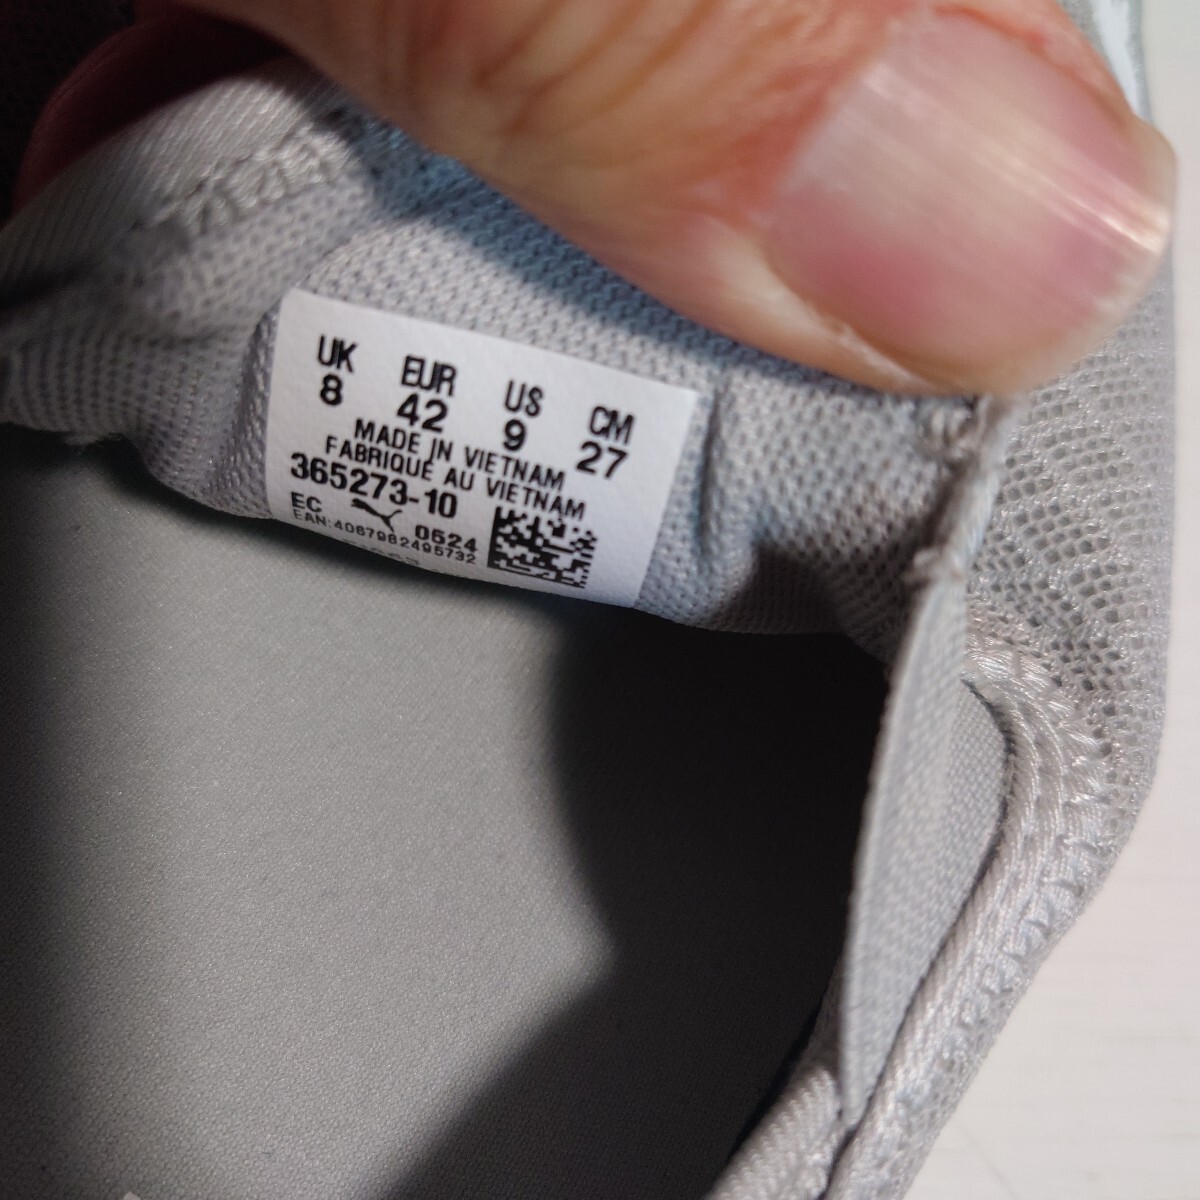 UK EUR US CM
8 42 9 27
MADE IN VIETNAM
FABRIQUÉ AU VIETNAM
365273-10
EC 0524
EAN:4067982495732